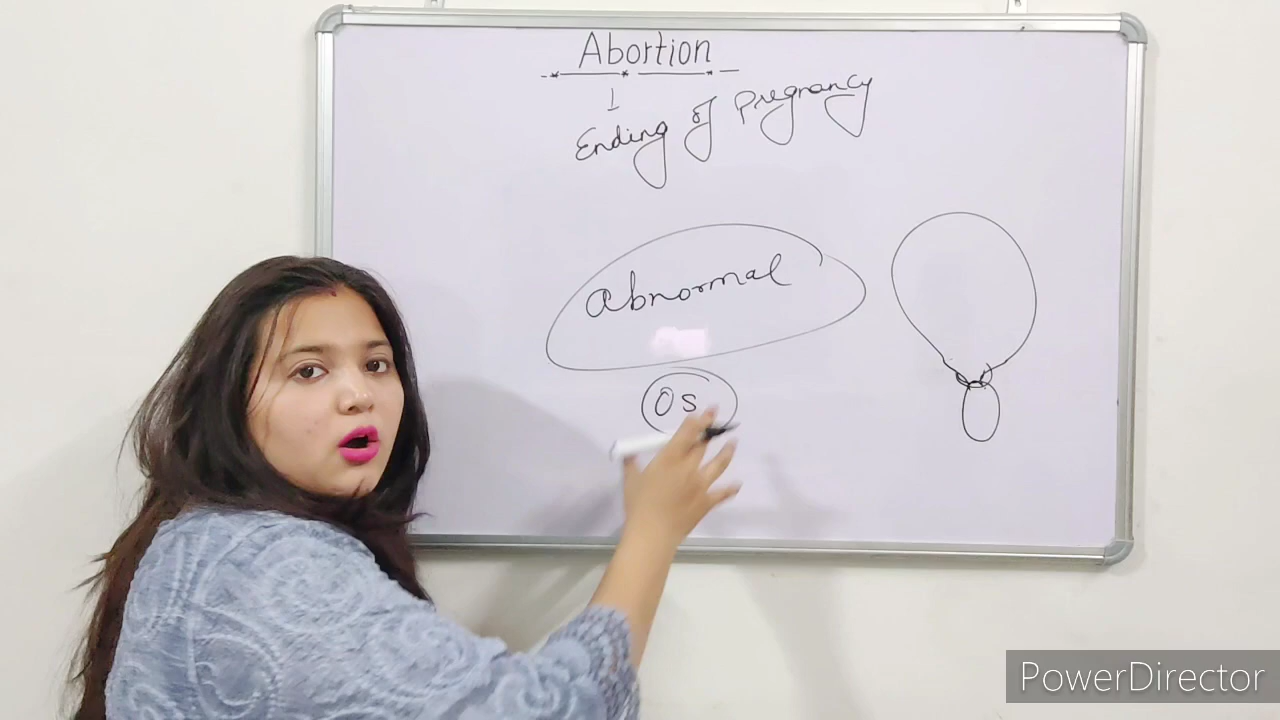 Abortion
Ending of Pregnancy
abnormal
Os
PowerDirector